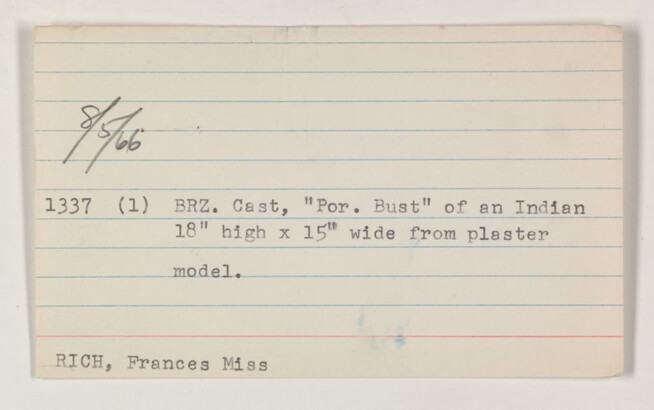 8/5/66
1337 (1) BRZ. Cast, "Por. Bust" of an Indian
18" high x 15" wide from plaster
model.
RICH, Frances Miss